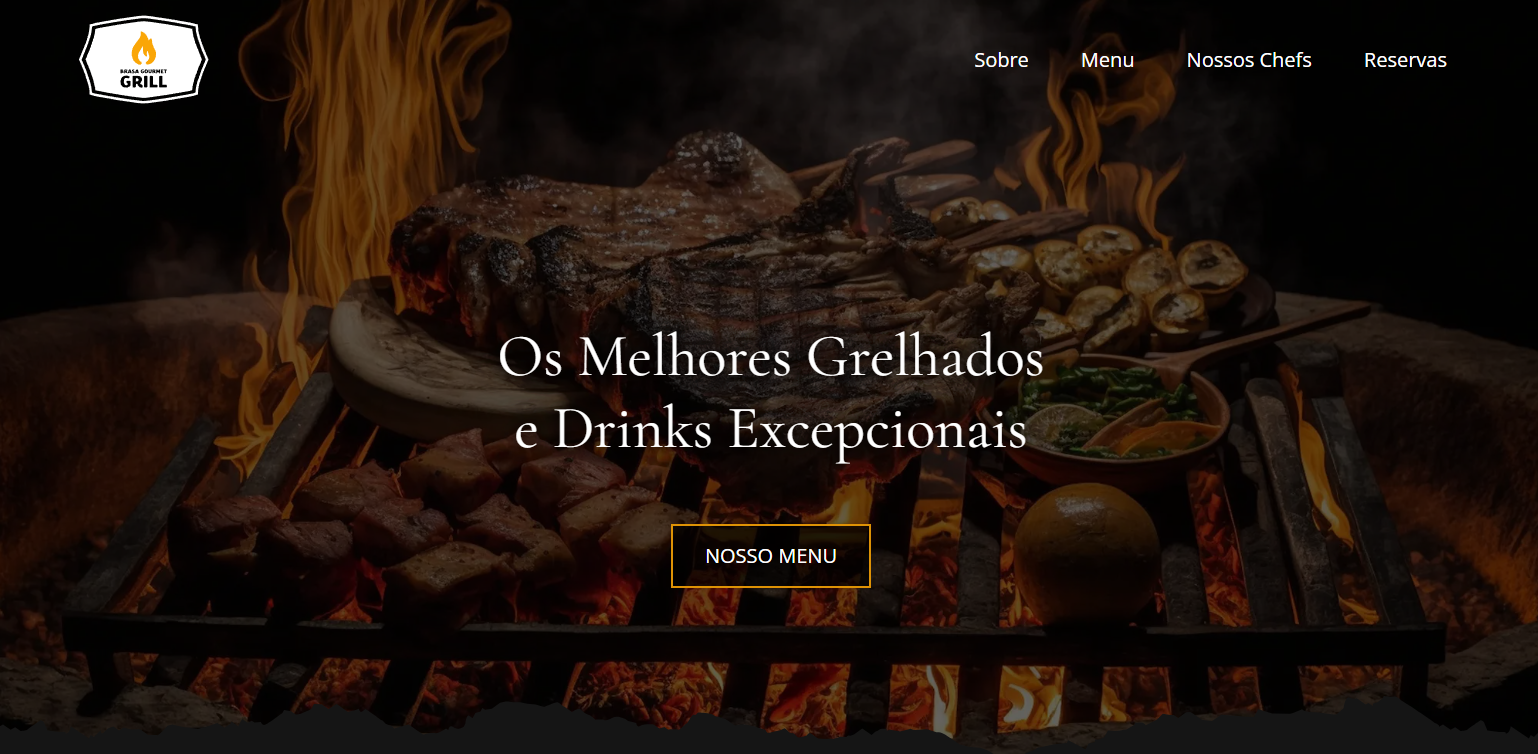 BRASA GOURMET
GRILL
Sobre
Menu
Nossos Chefs
Reservas
Os Melhores Grelhados
e Drinks Excepcionais
NOSSO MENU